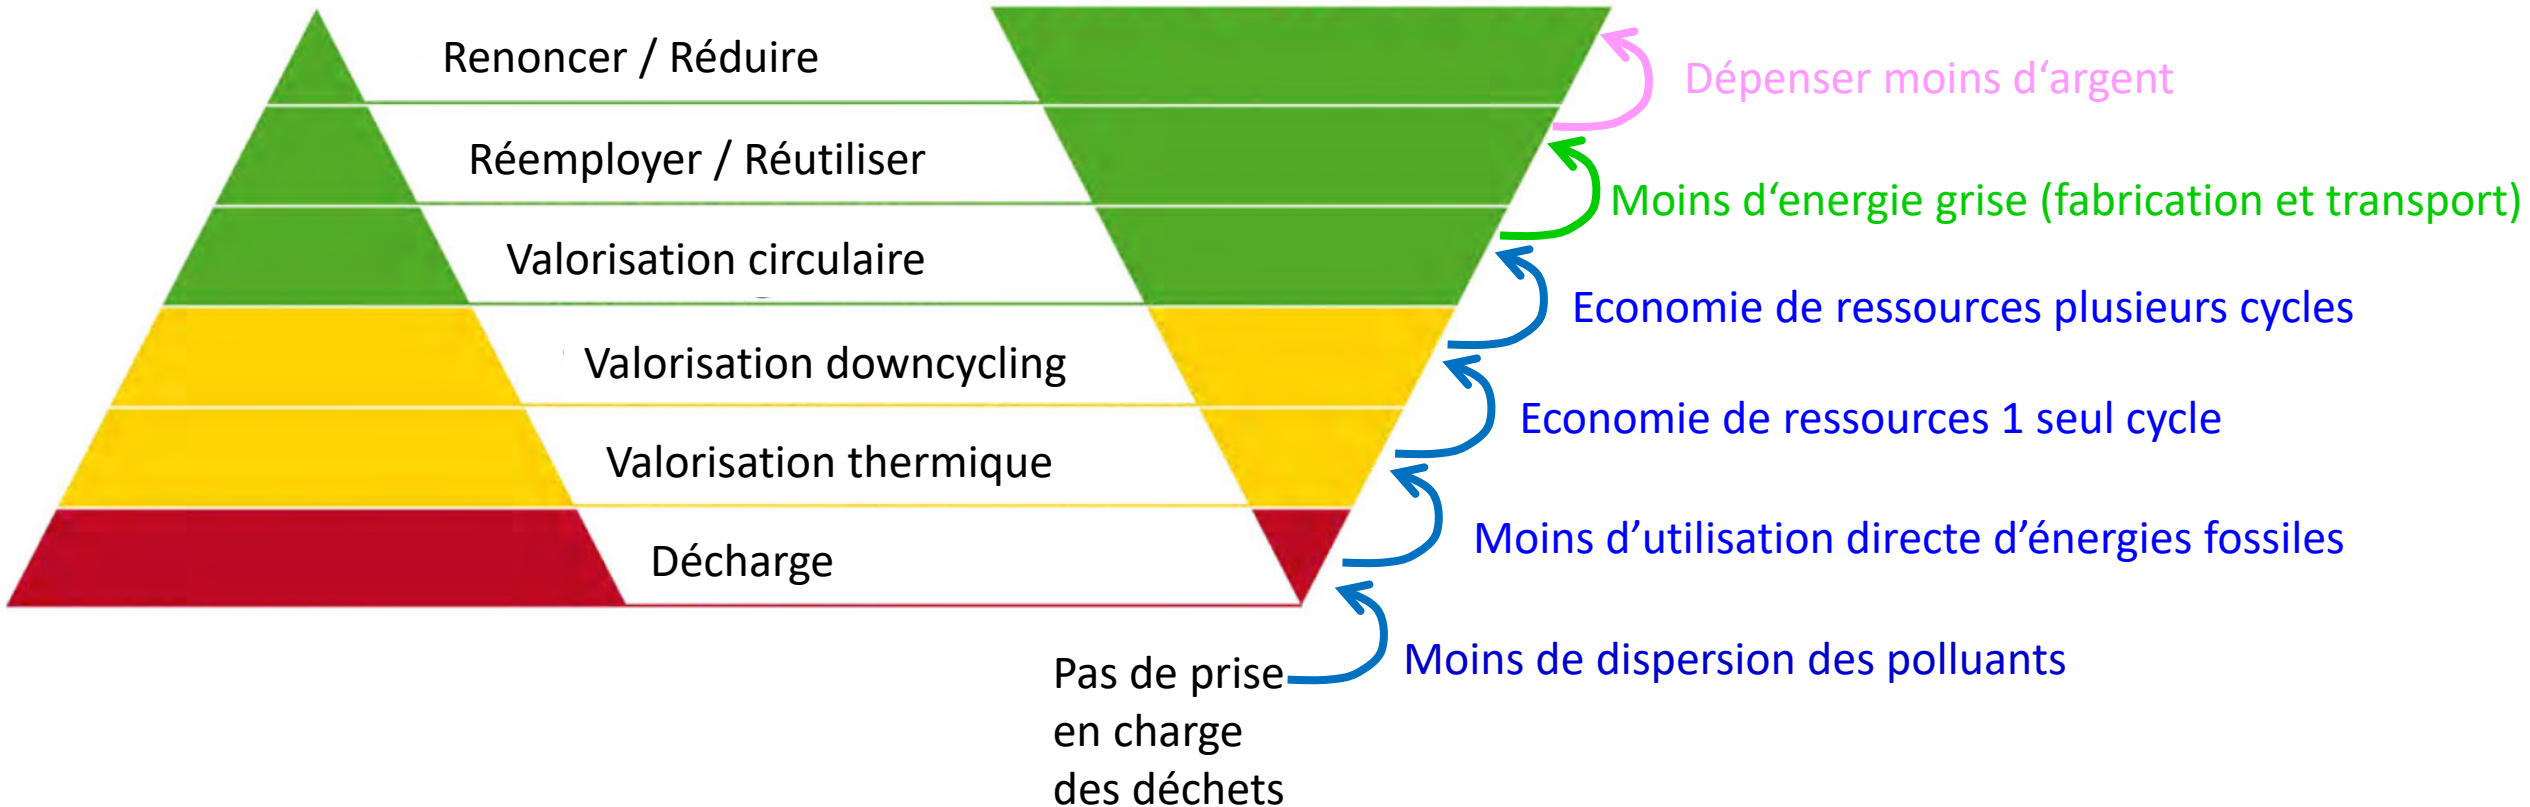 Renoncer / Réduire
Dépenser moins d‘argent
Réemployer / Réutiliser
Moins d‘energie grise (fabrication et transport)
Valorisation circulaire
Economie de ressources plusieurs cycles
Valorisation downcycling
Economie de ressources 1 seul cycle
Valorisation thermique
Moins d’utilisation directe d’énergies fossiles
Décharge
Moins de dispersion des polluants
Pas de prise
en charge
des déchets